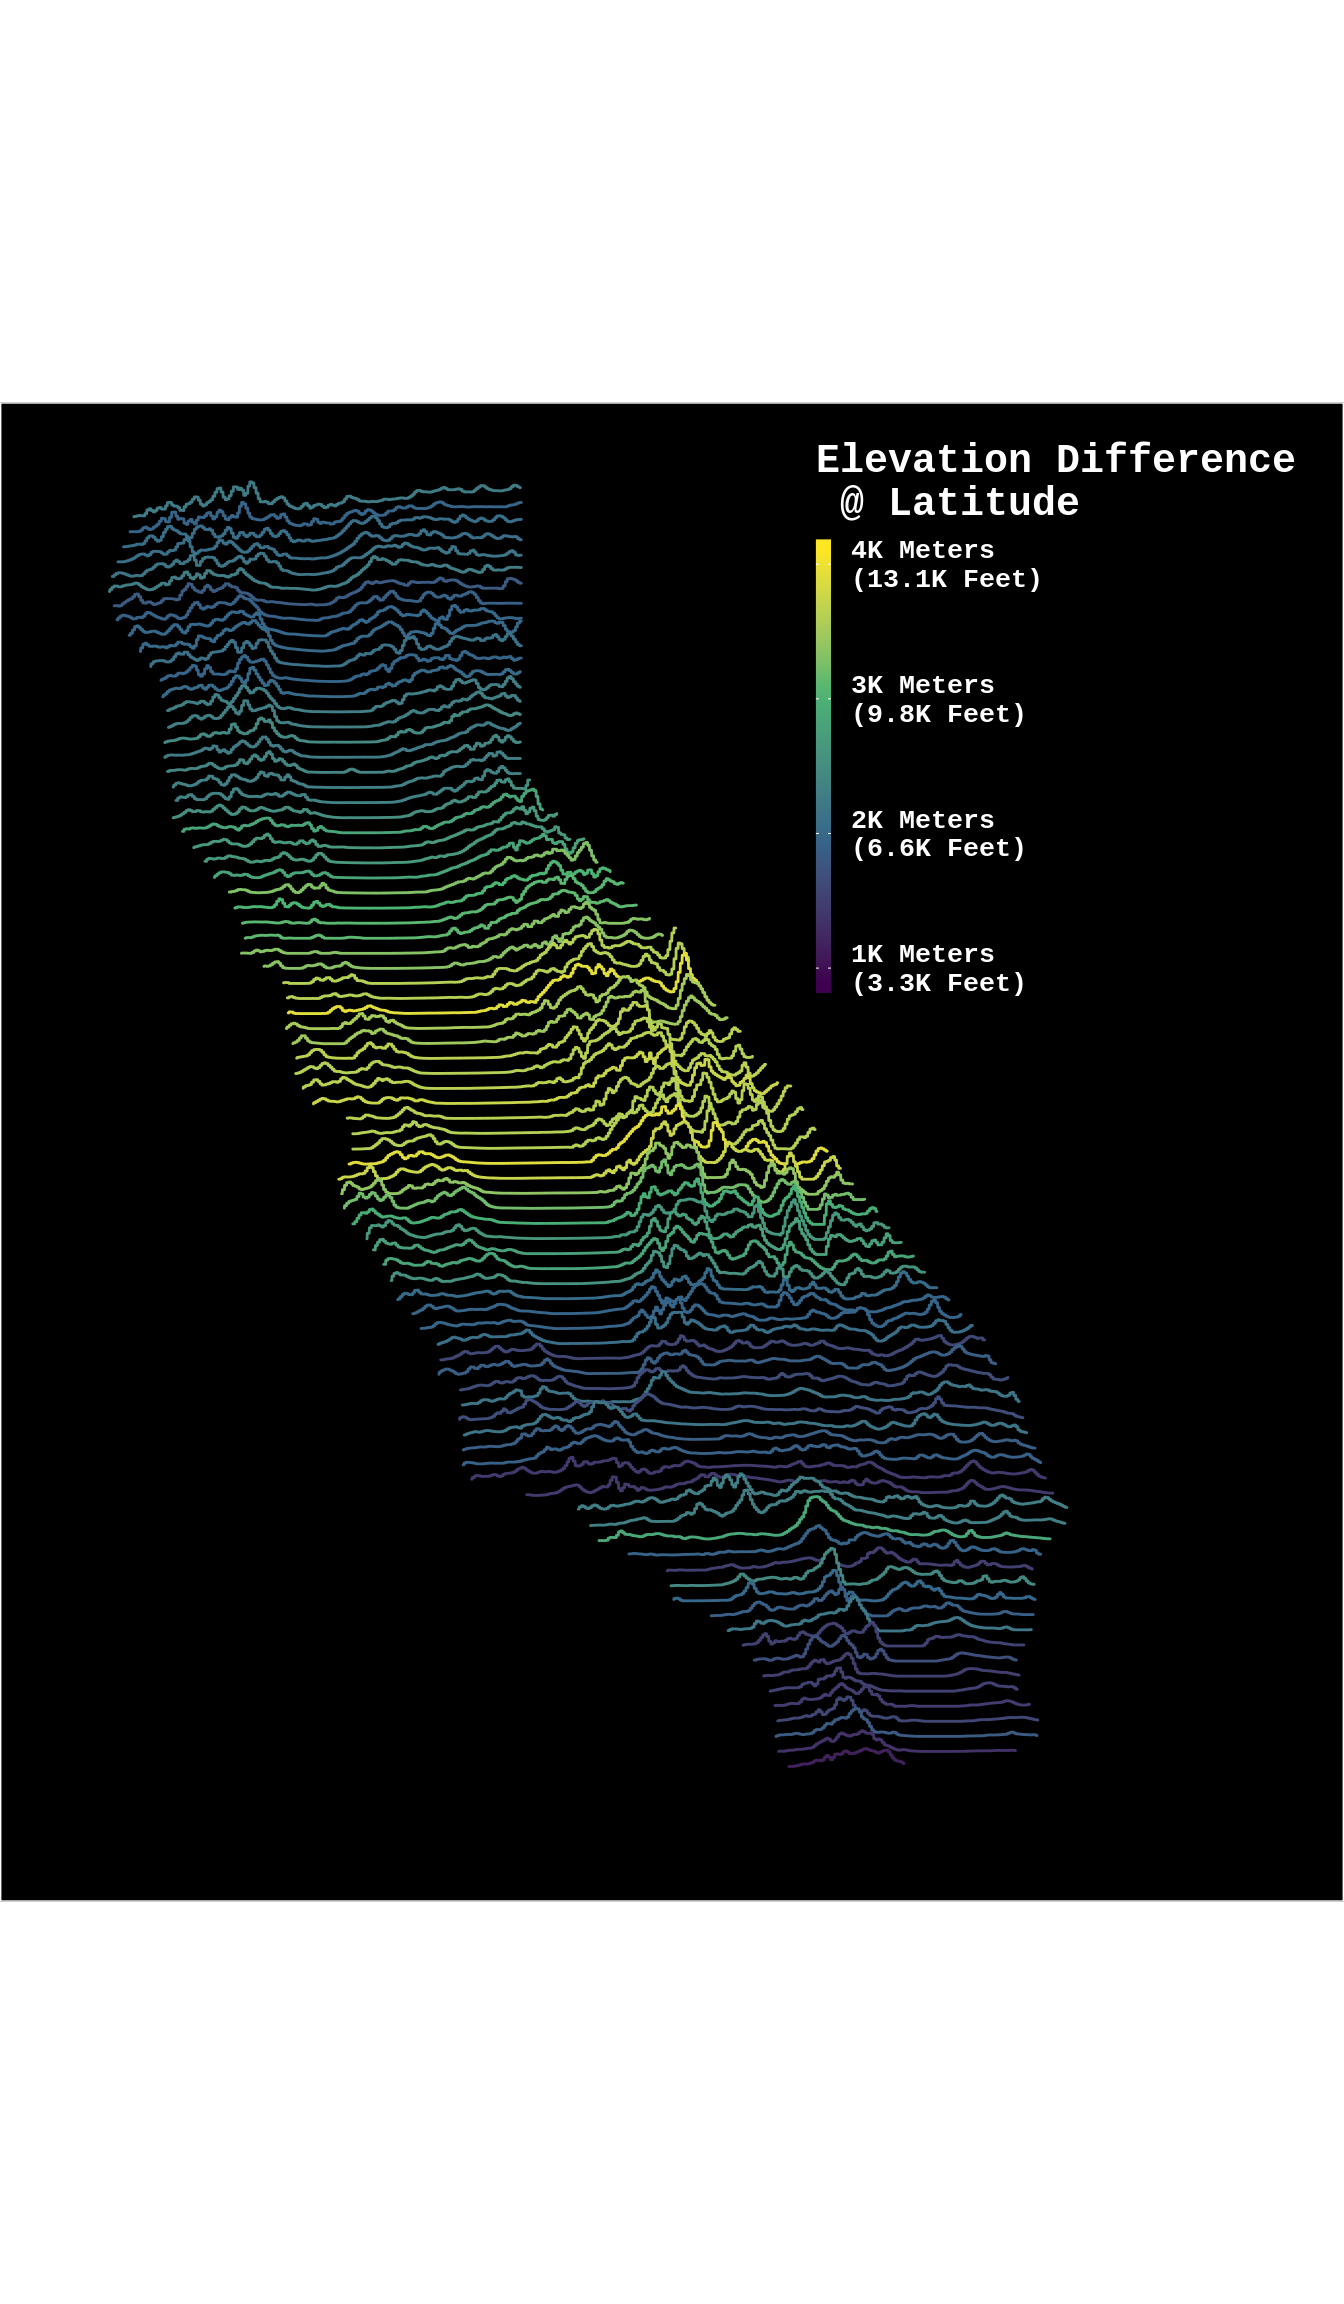 Elevation Difference
@ Latitude
4K Meters
(13.1K Feet)
3K Meters
(9.8K Feet)
2K Meters
(6.6K Feet)
1K Meters
(3.3K Feet)